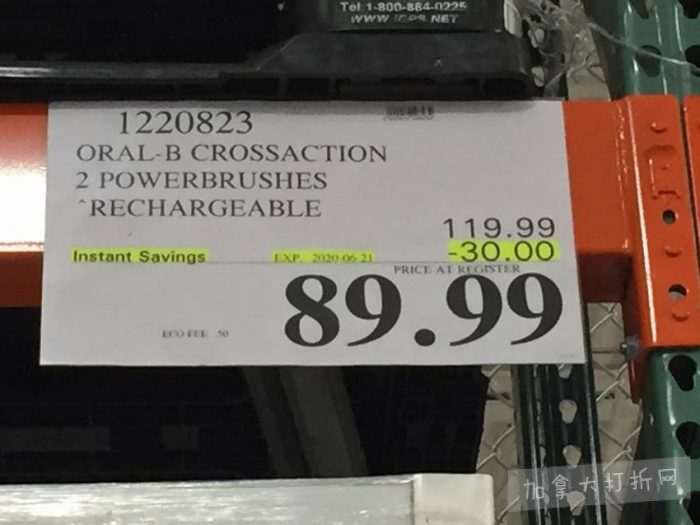 Tel 1-800-884-0225
WWW.IGPS.NET
1220823
ORAL-B CROSSACTION
2 POWERBRUSHES
^RECHARGEABLE
119.99
Instant Savings EXP. 2020-06-21 -30.00
PRICE AT REGISTER
89.99
ECO FEE .50
加拿大打折网